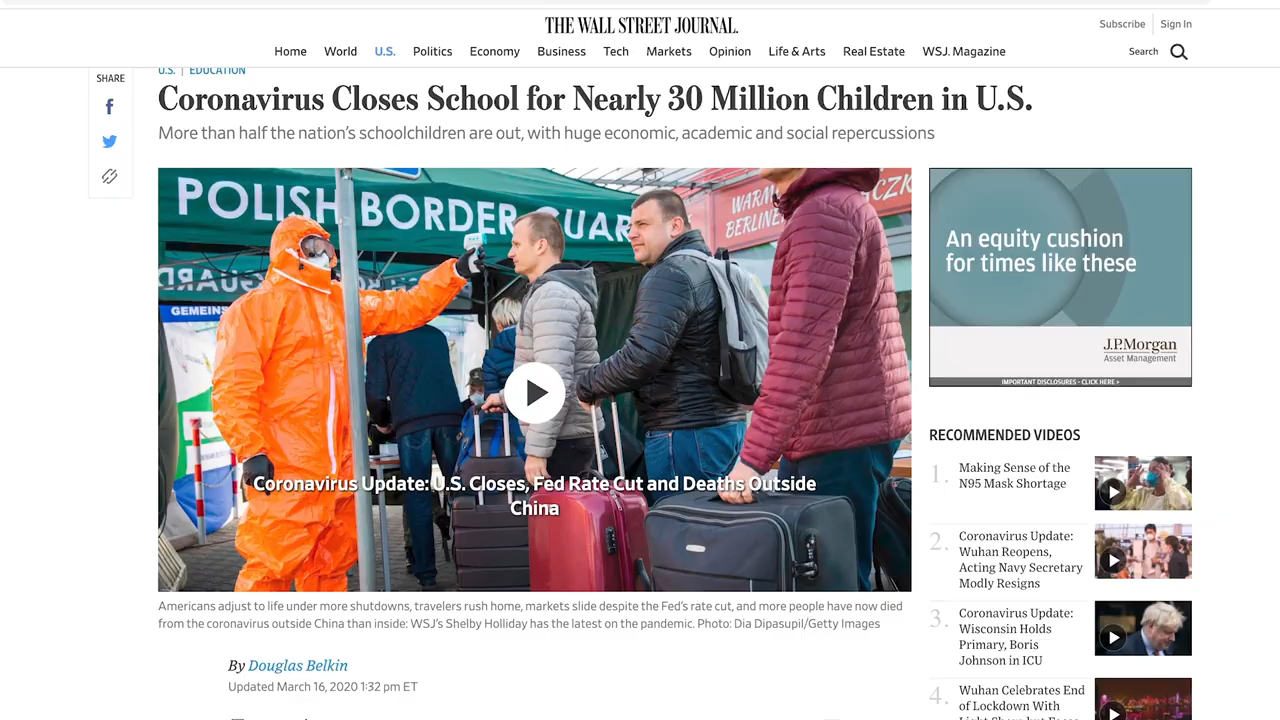 THE WALL STREET JOURNAL.
Subscribe
Sign In
Home World U.S. Politics Economy Business Tech Markets Opinion Life & Arts Real Estate WSJ. Magazine
Search
SHARE
U.S. | EDUCATION
Coronavirus Closes School for Nearly 30 Million Children in U.S.
More than half the nation's schoolchildren are out, with huge economic, academic and social repercussions
POLISH BORDER GUAR
GUARD
GEMEINS
WARM
BERLINE
CZK
Coronavirus Update: U.S. Closes, Fed Rate Cut and Deaths Outside
China
Americans adjust to life under more shutdowns, travelers rush home, markets slide despite the Fed's rate cut, and more people have now died
from the coronavirus outside China than inside: WSJ's Shelby Holliday has the latest on the pandemic. Photo: Dia Dipasupil/Getty Images
By Douglas Belkin
Updated March 16, 2020 1:32 pm ET
An equity cushion
for times like these
J.P.Morgan
Asset Management
IMPORTANT DISCLOSURES - CLICK HERE >
RECOMMENDED VIDEOS
1. Making Sense of the
N95 Mask Shortage
2. Coronavirus Update:
Wuhan Reopens,
Acting Navy Secretary
Modly Resigns
3. Coronavirus Update:
Wisconsin Holds
Primary, Boris
Johnson in ICU
4. Wuhan Celebrates End
of Lockdown With